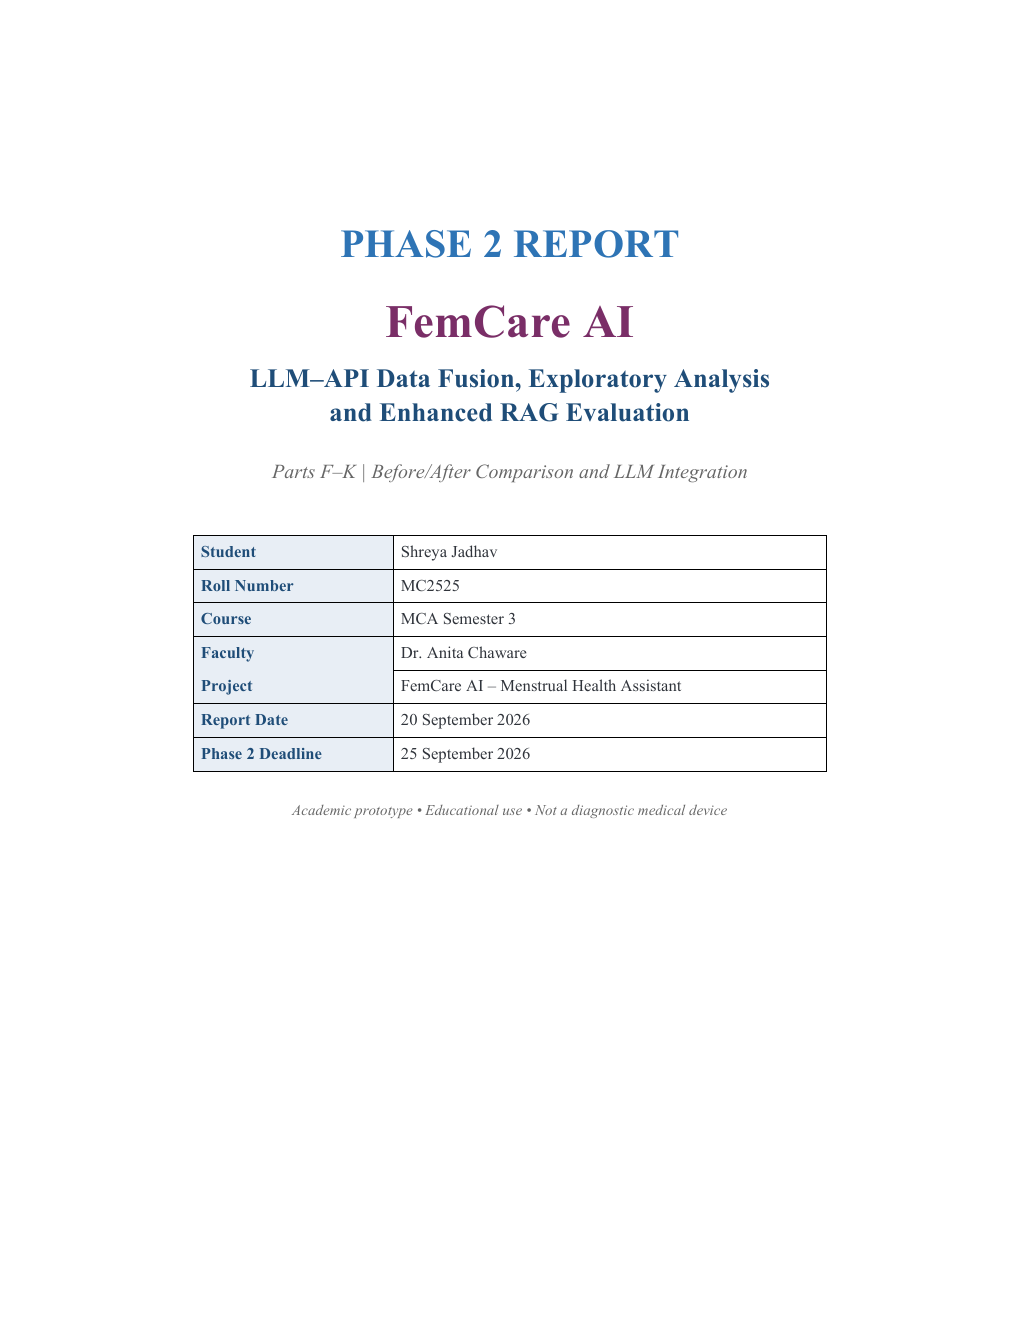 PHASE 2 REPORT
FemCare AI
LLM–API Data Fusion, Exploratory Analysis
and Enhanced RAG Evaluation
Parts F–K | Before/After Comparison and LLM Integration
Student Shreya Jadhav
Roll Number MC2525
Course MCA Semester 3
Faculty Dr. Anita Chaware
Project FemCare AI – Menstrual Health Assistant
Report Date 20 September 2026
Phase 2 Deadline 25 September 2026
Academic prototype • Educational use • Not a diagnostic medical device